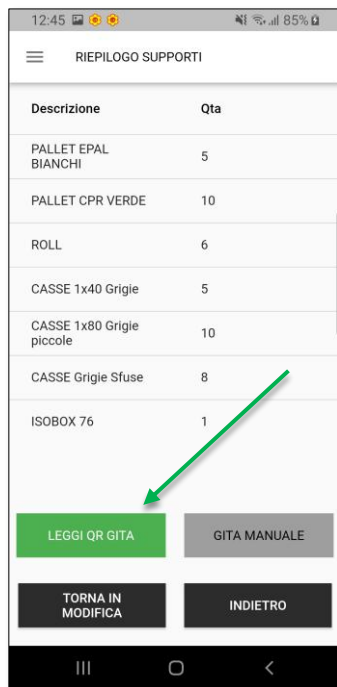 12:45 85%
RIEPILOGO SUPPORTI
Descrizione Qta
PALLET EPAL
BIANCHI 5
PALLET CPR VERDE 10
ROLL 6
CASSE 1x40 Grigie 5
CASSE 1x80 Grigie
piccole 10
CASSE Grigie Sfuse 8
ISOBOX 76 1
LEGGI QR GITA GITA MANUALE
TORNA IN
MODIFICA INDIETRO